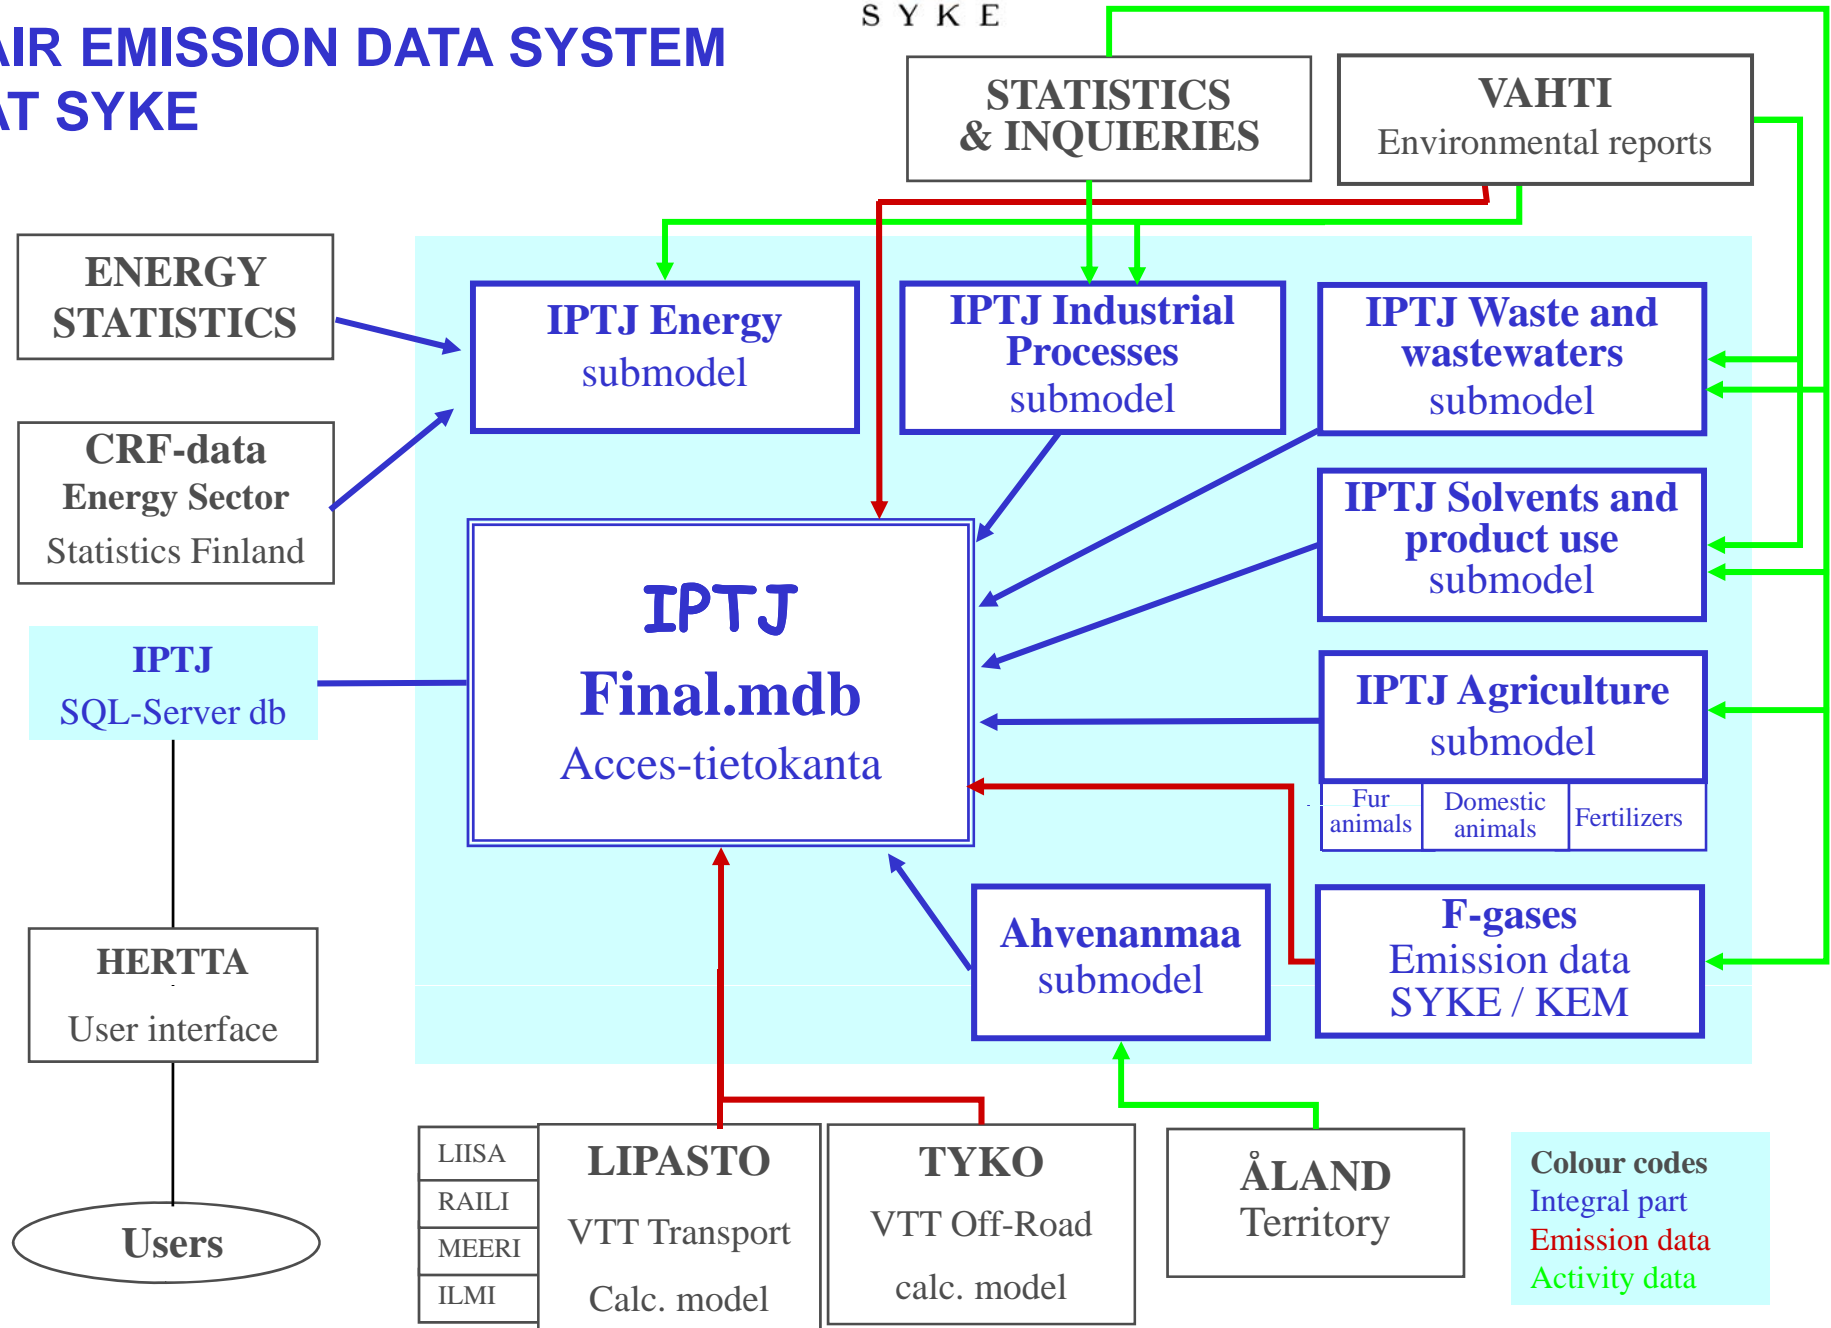 S Y K E
AIR EMISSION DATA SYSTEM
AT SYKE
STATISTICS
& INQUIERIES
VAHTI
Environmental reports
ENERGY
STATISTICS
IPTJ Energy
submodel
IPTJ Industrial
Processes
submodel
IPTJ Waste and
wastewaters
submodel
CRF-data
Energy Sector
Statistics Finland
IPTJ Solvents and
product use
submodel
IPTJ
Final.mdb
Acces-tietokanta
IPTJ
SQL-Server db
IPTJ Agriculture
submodel
Fur
animals
Domestic
animals
Fertilizers
Ahvenanmaa
submodel
F-gases
Emission data
SYKE / KEM
HERTTA
User interface
Users
LIISA
RAILI
MEERI
ILMI
LIPASTO
VTT Transport
Calc. model
TYKO
VTT Off-Road
calc. model
ÅLAND
Territory
Colour codes
Integral part
Emission data
Activity data